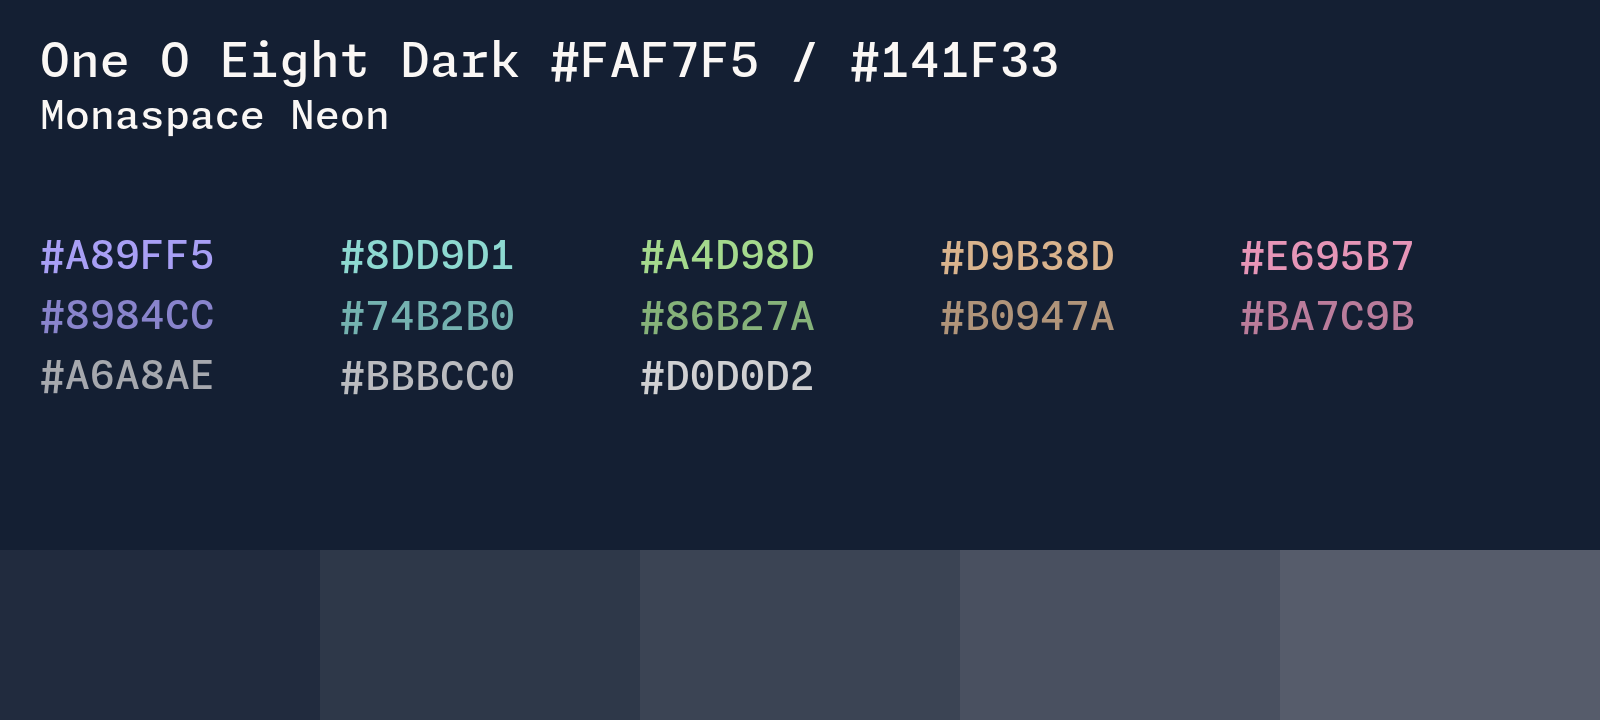 One O Eight Dark #FAF7F5 / #141F33
Monaspace Neon
#A89FF5 #8DD9D1 #A4D98D #D9B38D #E695B7
#8984CC #74B2B0 #86B27A #B0947A #BA7C9B
#A6A8AE #BBBCC0 #D0D0D2